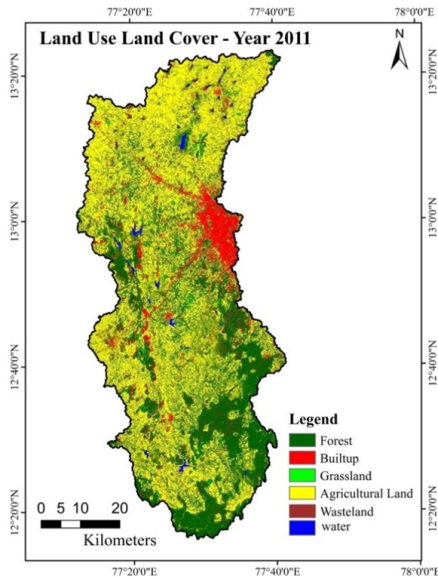 77°20'0"E 77°40'0"E 78°0'0"E
Land Use Land Cover - Year 2011
N
13°20'0"N
13°20'0"N
13°0'0"N
13°0'0"N
12°40'0"N
12°40'0"N
12°20'0"N
12°20'0"N
Legend
Forest
Builtup
Grassland
Agricultural Land
Wasteland
water
0 5 10 20
Kilometers
77°20'0"E 77°40'0"E 78°0'0"E